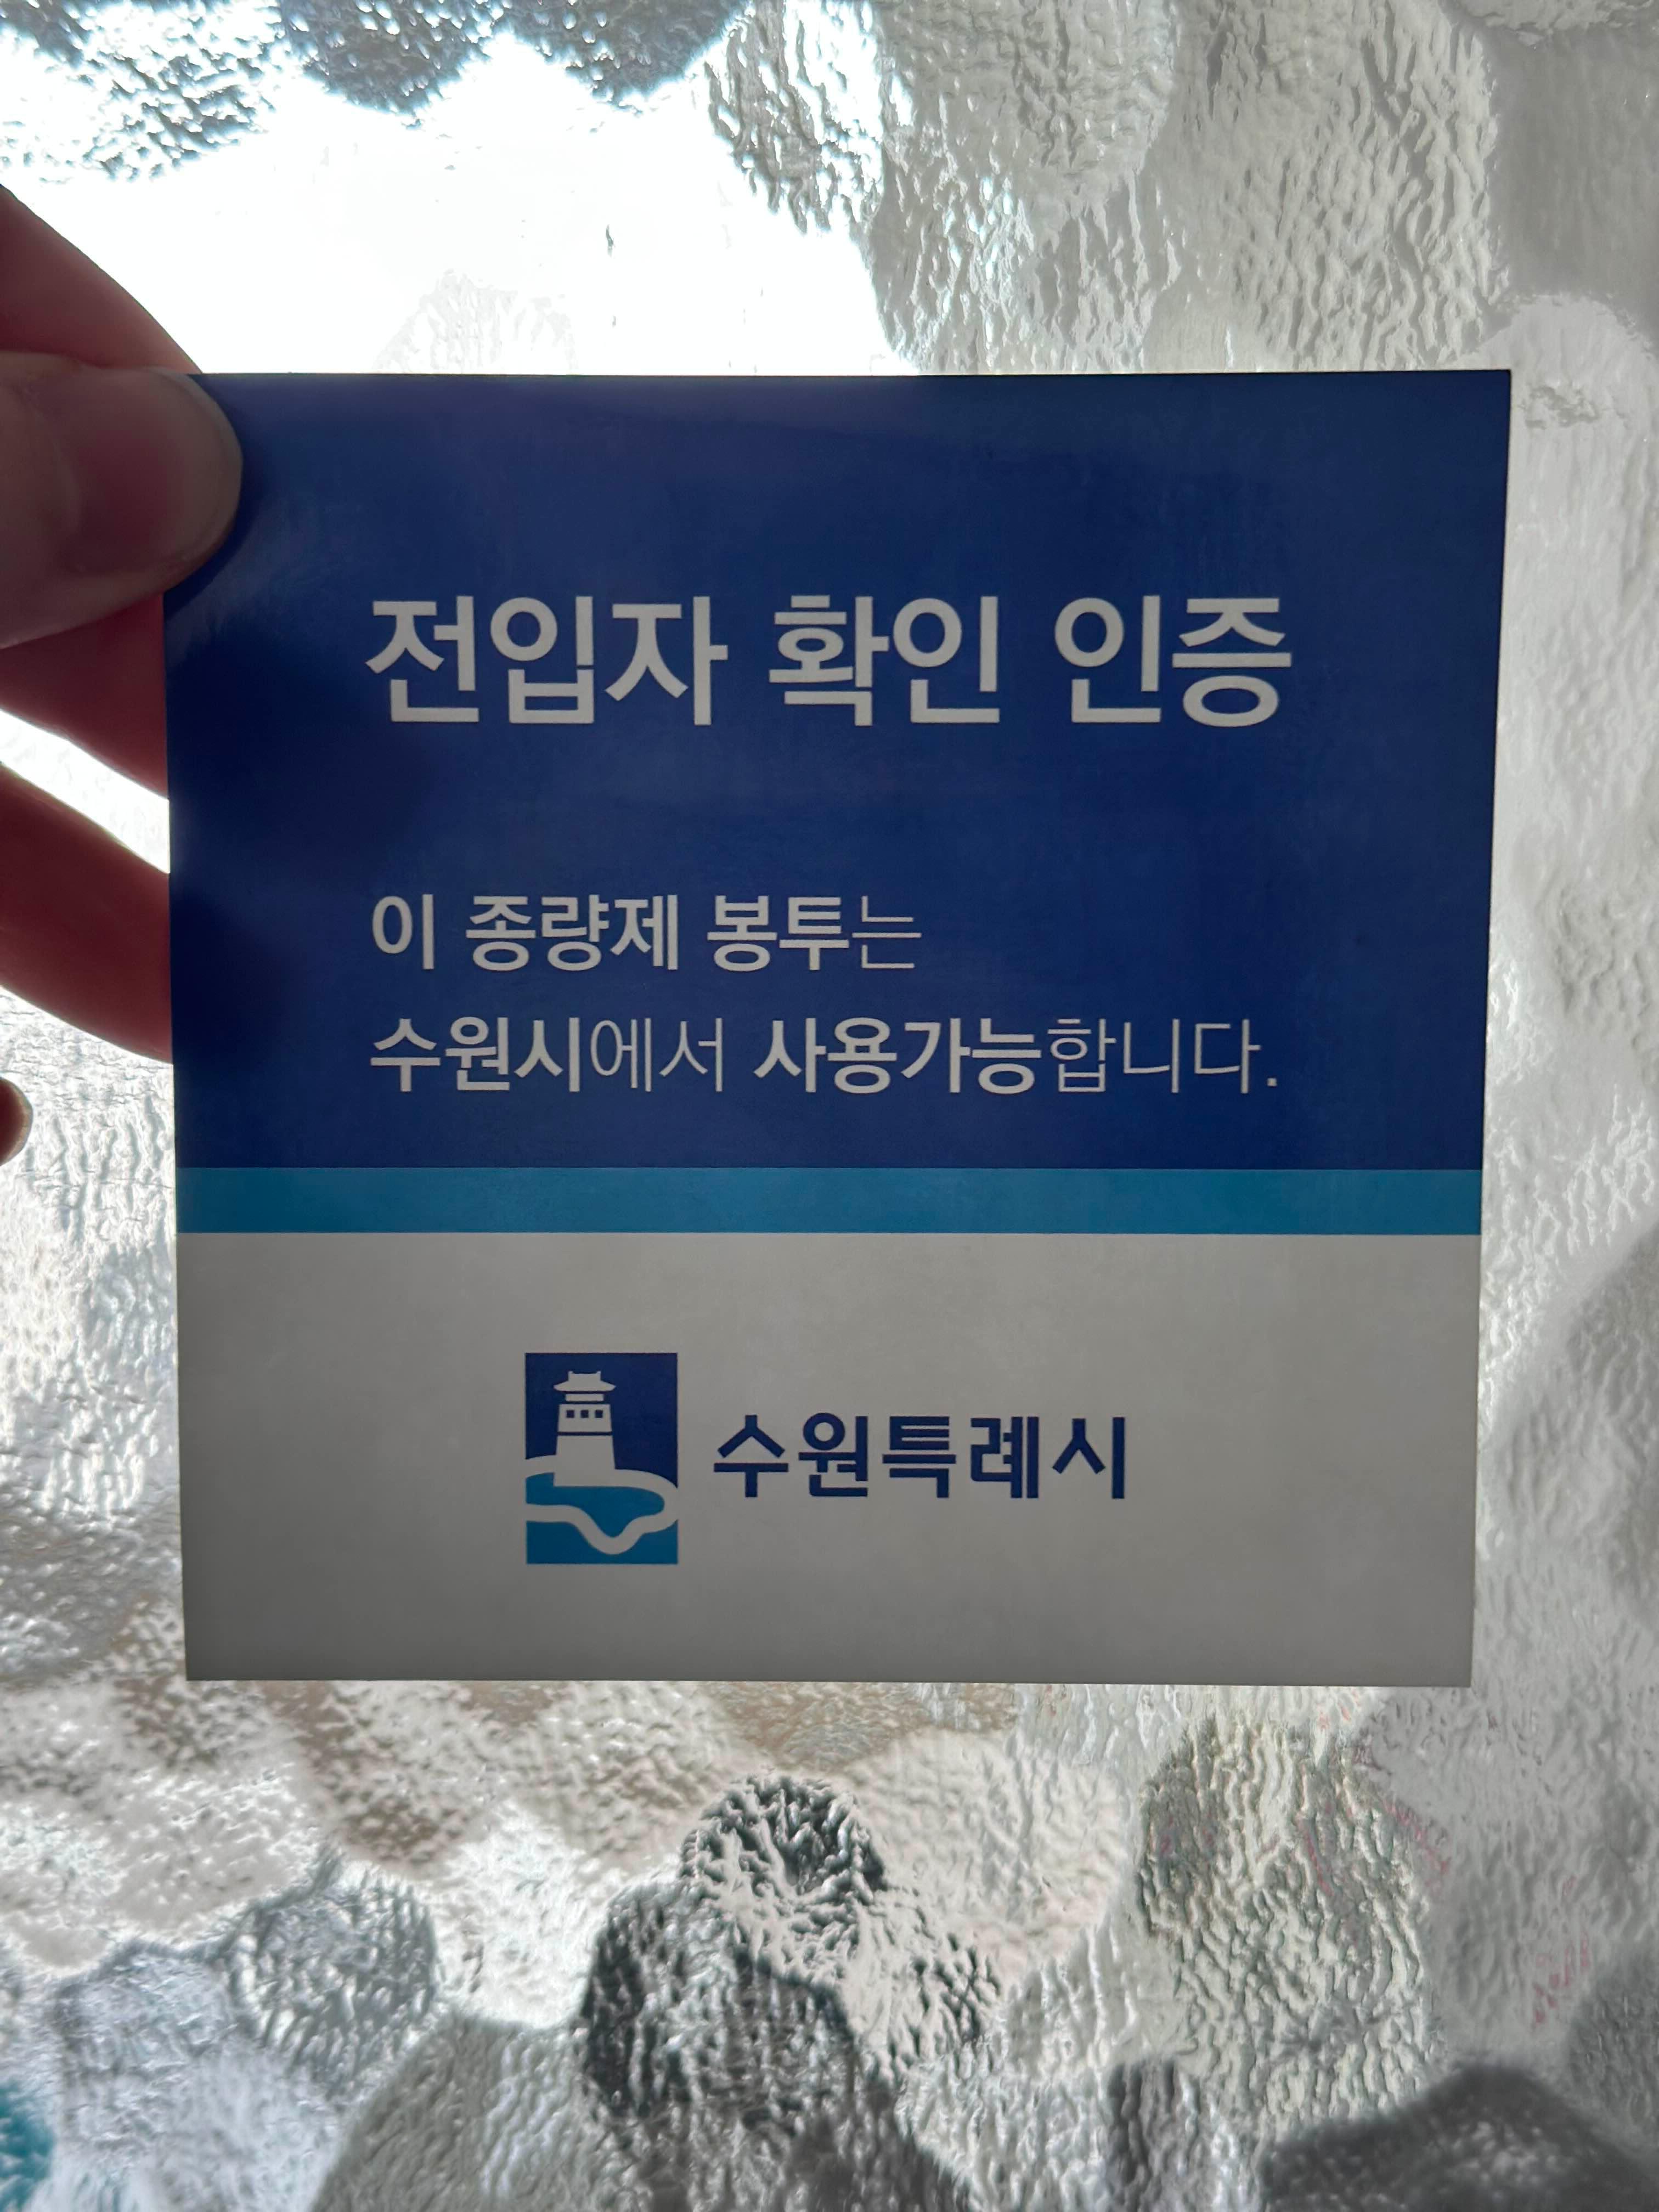 전입자 확인 인증
이 종량제 봉투는
수원시에서 사용가능합니다.
수원특례시